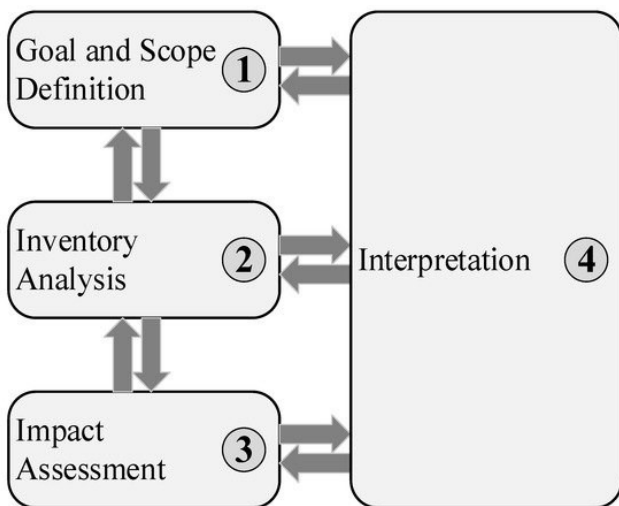 Goal and Scope
Definition
1
Inventory
Analysis
2
Interpretation
4
Impact
Assessment
3